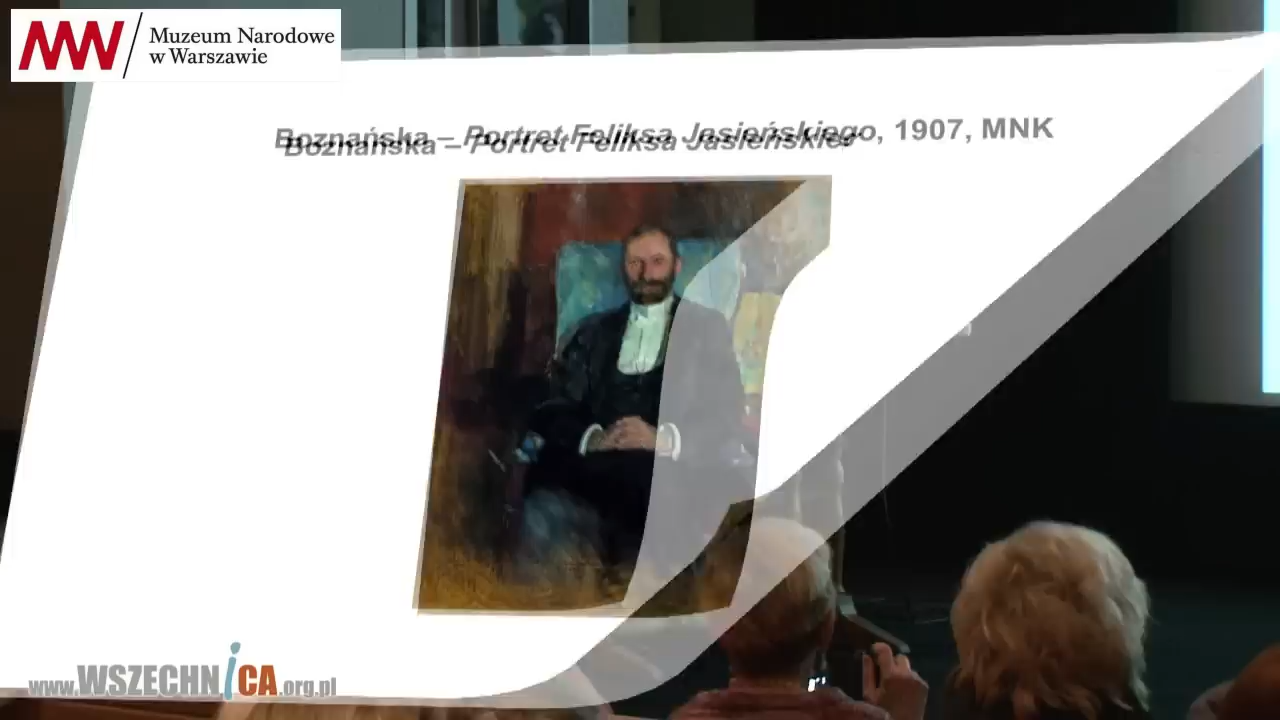 Muzeum Narodowe
w Warszawie
Boznańska – Portret Feliksa Jasieńskiego, 1907, MNK
www.WSZECHNiCA.org.pl